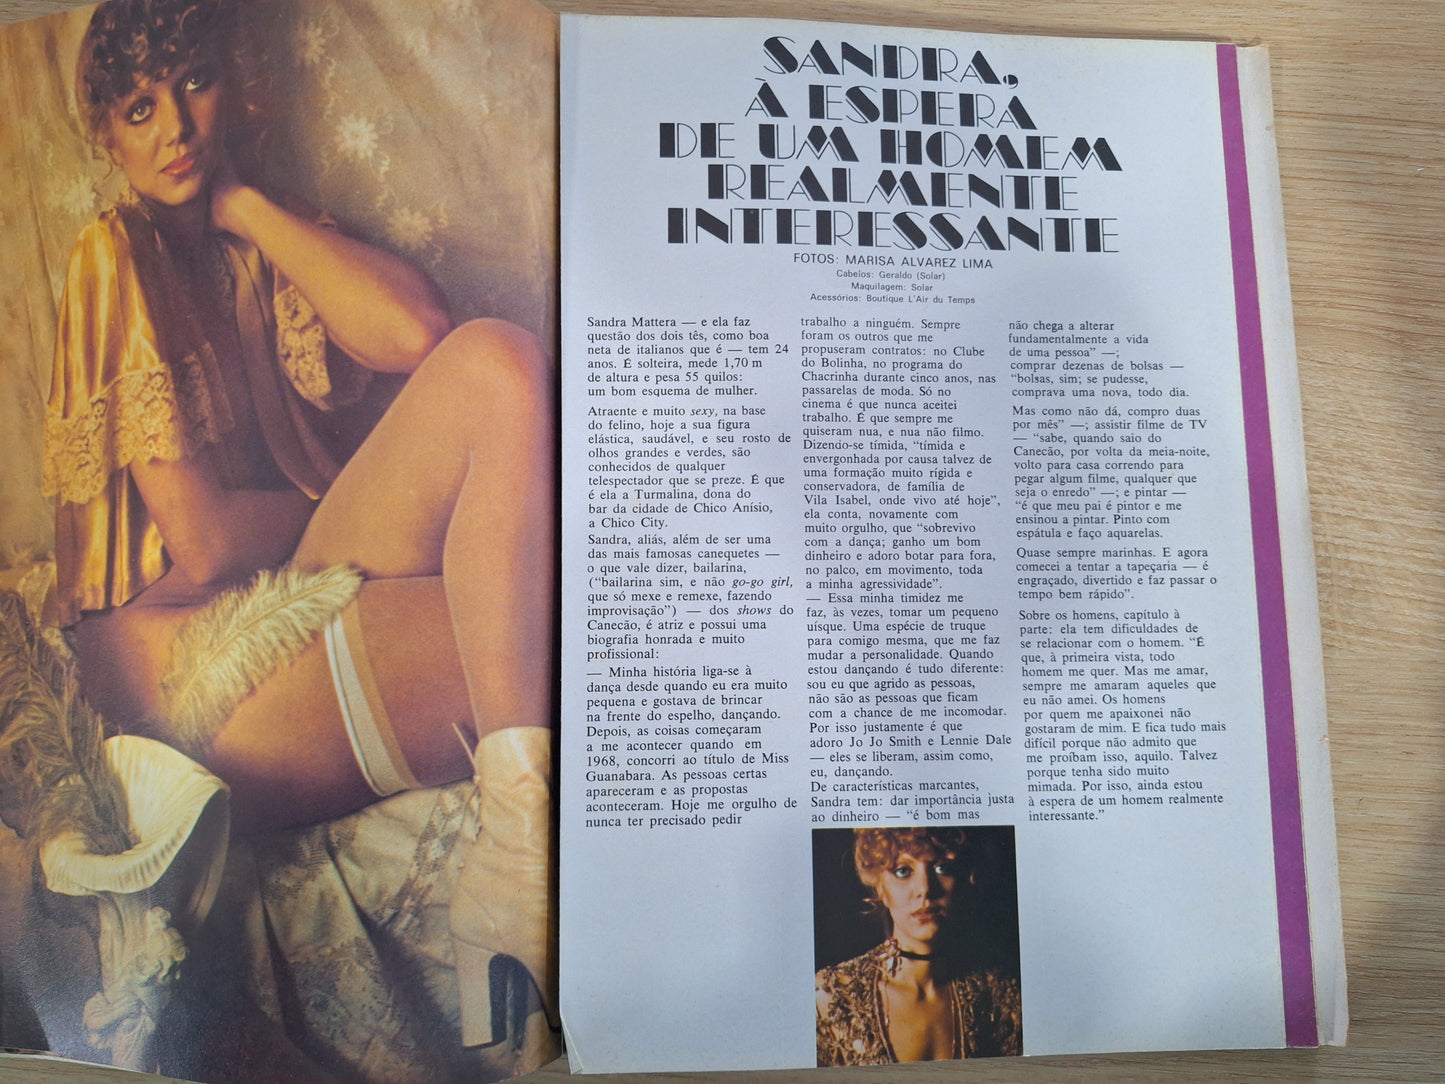 SANDRA,
À ESPERA
DE UM HOMEM
REALMENTE
INTERESSANTE
FOTOS: MARISA ALVAREZ LIMA
Cabelos: Geraldo (Solar)
Maquilagem: Solar
Acessórios: Boutique L'Air du Temps
Sandra Mattera — e ela faz
questão dos dois tês, como boa
neta de italianos que é — tem 24
anos. É solteira, mede 1,70 m
de altura e pesa 55 quilos:
um bom esquema de mulher.
Atraente e muito sexy, na base
do felino, hoje a sua figura
elástica, saudável, e seu rosto de
olhos grandes e verdes, são
conhecidos de qualquer
telespectador que se preze. É que
é ela a Turmalina, dona do
bar da cidade de Chico Anísio,
a Chico City.
Sandra, aliás, além de ser uma
das mais famosas canequetes —
o que vale dizer, bailarina,
("bailarina sim, e não go-go girl,
que só mexe e remexe, fazendo
improvisação") — dos shows do
Canecão, é atriz e possui uma
biografia honrada e muito
profissional:
— Minha história liga-se à
dança desde quando eu era muito
pequena e gostava de brincar
na frente do espelho, dançando.
Depois, as coisas começaram
a me acontecer quando em
1968, concorri ao título de Miss
Guanabara. As pessoas certas
apareceram e as propostas
aconteceram. Hoje me orgulho de
nunca ter precisado pedir
trabalho a ninguém. Sempre
foram os outros que me
propuseram contratos: no Clube
do Bolinha, no programa do
Chacrinha durante cinco anos, nas
passarelas de moda. Só no
cinema é que nunca aceitei
trabalho. É que sempre me
quiseram nua, e nua não filmo.
Dizendo-se tímida, "tímida e
envergonhada por causa talvez de
uma formação muito rígida e
conservadora, de família de
Vila Isabel, onde vivo até hoje",
ela conta, novamente com
muito orgulho, que "sobrevivo
com a dança; ganho um bom
dinheiro e adoro botar para fora,
no palco, em movimento, toda
a minha agressividade".
— Essa minha timidez me
faz, às vezes, tomar um pequeno
uísque. Uma espécie de truque
para comigo mesma, que me faz
mudar a personalidade. Quando
estou dançando é tudo diferente:
sou eu que agrido as pessoas,
não são as pessoas que ficam
com a chance de me incomodar.
Por isso justamente é que
adoro Jo Jo Smith e Lennie Dale
— eles se liberam, assim como,
eu, dançando.
De características marcantes,
Sandra tem: dar importância justa
ao dinheiro — "é bom mas
não chega a alterar
fundamentalmente a vida
de uma pessoa" —;
comprar dezenas de bolsas —
"bolsas, sim; se pudesse,
comprava uma nova, todo dia.
Mas como não dá, compro duas
por mês" —; assistir filme de TV
— "sabe, quando saio do
Canecão, por volta da meia-noite,
volto para casa correndo para
pegar algum filme, qualquer que
seja o enredo" —; e pintar —
"é que meu pai é pintor e me
ensinou a pintar. Pinto com
espátula e faço aquarelas.
Quase sempre marinhas. E agora
comecei a tentar a tapeçaria — é
engraçado, divertido e faz passar o
tempo bem rápido".
Sobre os homens, capítulo à
parte: ela tem dificuldades de
se relacionar com o homem. "É
que, à primeira vista, todo
homem me quer. Mas me amar,
sempre me amaram aqueles que
eu não amei. Os homens
por quem me apaixonei não
gostaram de mim. E fica tudo mais
difícil porque não admito que
me proíbam isso, aquilo. Talvez
porque tenha sido muito
mimada. Por isso, ainda estou
à espera de um homem realmente
interessante."